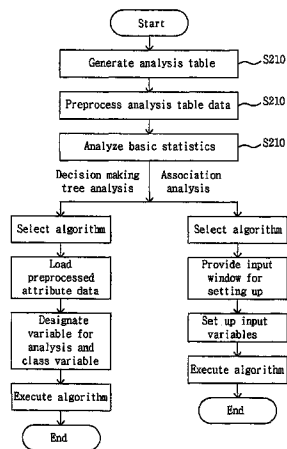 Start
Generate analysis table
S210
Preprocess analysis table data
S210
Analyze basic statistics
S210
Decision making
tree analysis
Association
analysis
Select algorithm
Load
preprocessed
attribute data
Designate
variable for
analysis and
class variable
Execute algorithm
End
Select algorithm
Provide input
window for
setting up
Set up input
variables
Execute algorithm
End